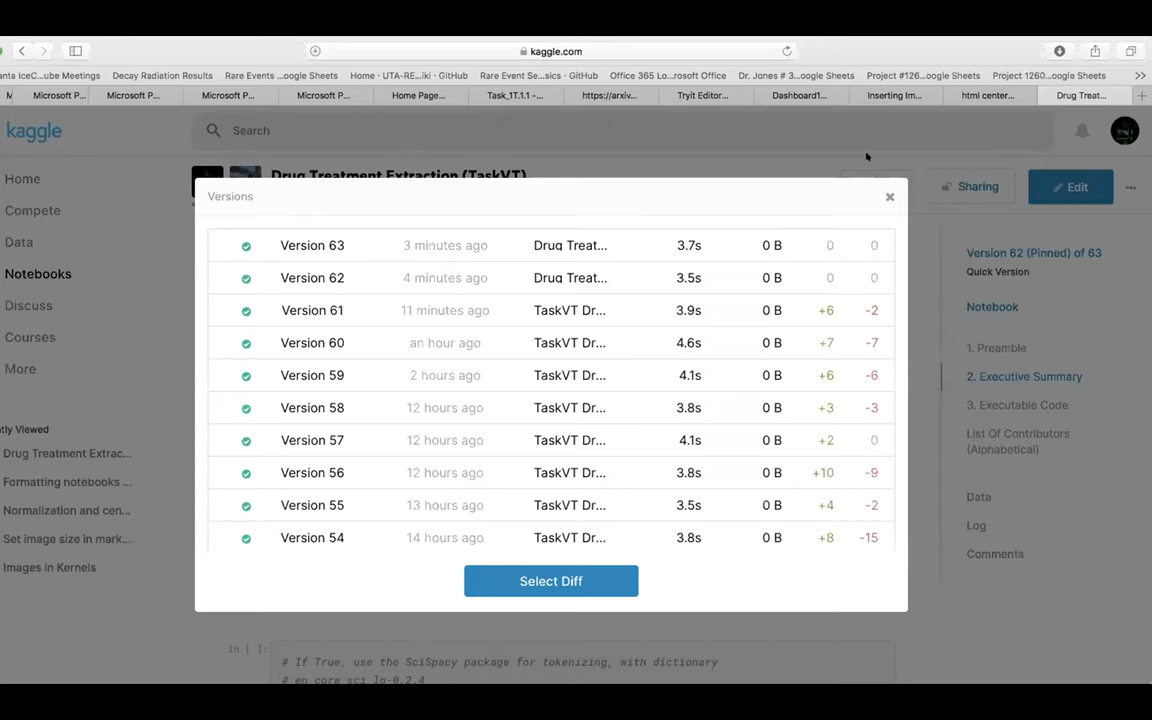 kaggle.com
anta IceC...ube Meetings Decay Radiation Results Rare Events ...oogle Sheets Home · UTA-RE...iki · GitHub Rare Event Se...sics · GitHub Office 365 Lo...rosoft Office Dr. Jones # 3...oogle Sheets Project #126...oogle Sheets Project 1260...oogle Sheets >>
M Microsoft P... Microsoft P... Microsoft P... Microsoft P... Home Page... Task_1T.1.1 -... https://arxiv... Tryit Editor... Dashboard1... Inserting Im... html center... Drug Treat... +
kaggle Search
Home
Compete
Data
Notebooks
Discuss
Courses
More
ntly Viewed
Drug Treatment Extrac...
Formatting notebooks ...
Normalization and cen...
Set image size in mark...
Images in Kernels
Drug Treatment Extraction (TaskVT)
Sharing Edit ...
Versions ×
Version 63 3 minutes ago Drug Treat... 3.7s 0 B 0 0
Version 62 4 minutes ago Drug Treat... 3.5s 0 B 0 0
Version 61 11 minutes ago TaskVT Dr... 3.9s 0 B +6 -2
Version 60 an hour ago TaskVT Dr... 4.6s 0 B +7 -7
Version 59 2 hours ago TaskVT Dr... 4.1s 0 B +6 -6
Version 58 12 hours ago TaskVT Dr... 3.8s 0 B +3 -3
Version 57 12 hours ago TaskVT Dr... 4.1s 0 B +2 0
Version 56 12 hours ago TaskVT Dr... 3.8s 0 B +10 -9
Version 55 13 hours ago TaskVT Dr... 3.5s 0 B +4 -2
Version 54 14 hours ago TaskVT Dr... 3.8s 0 B +8 -15
Select Diff
Version 62 (Pinned) of 63
Quick Version
Notebook
1. Preamble
2. Executive Summary
3. Executable Code
List Of Contributors
(Alphabetical)
Data
Log
Comments
In [ ]:
# If True, use the SciSpacy package for tokenizing, with dictionary
# en_core_sci_lg-0.2.4